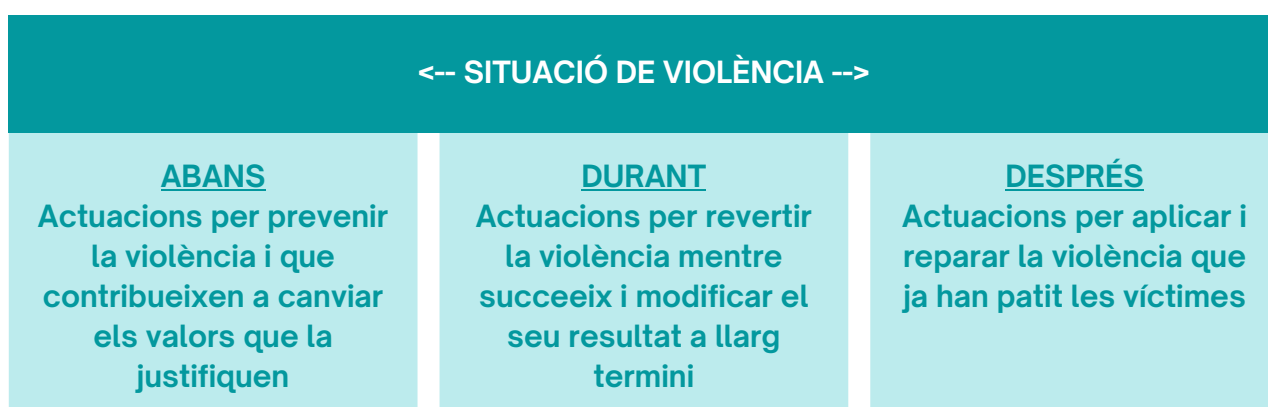 <-- SITUACIÓ DE VIOLÈNCIA -->
ABANS
Actuacions per prevenir
la violència i que
contribueixen a canviar
els valors que la
justifiquen
DURANT
Actuacions per revertir
la violència mentre
succeeix i modificar el
seu resultat a llarg
termini
DESPRÉS
Actuacions per aplicar i
reparar la violència que
ja han patit les víctimes